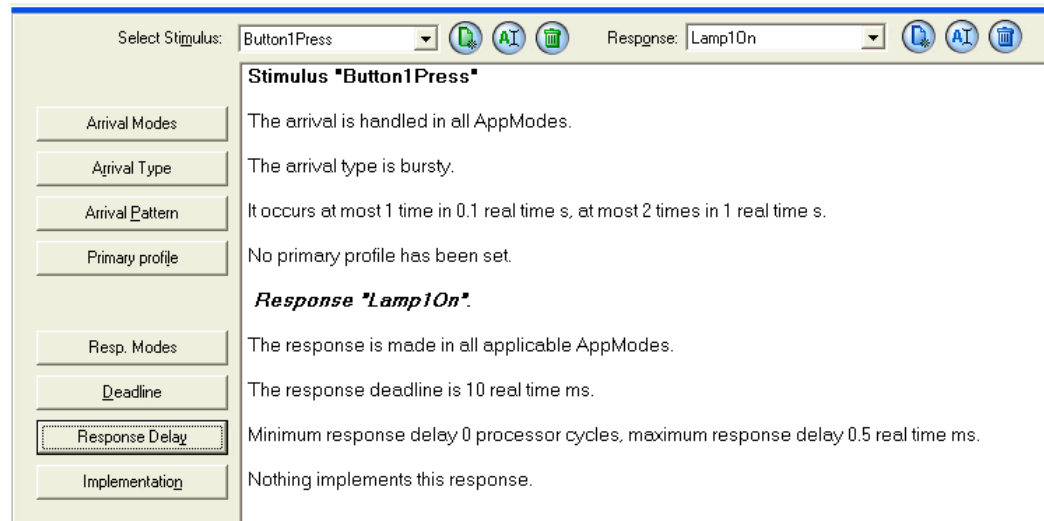 Select Stimulus: Button1Press AI Response: Lamp1On AI
Stimulus "Button1Press"
Arrival Modes The arrival is handled in all AppModes.
Arrival Type The arrival type is bursty.
Arrival Pattern It occurs at most 1 time in 0.1 real time s, at most 2 times in 1 real time s.
Primary profile No primary profile has been set.
Response "Lamp1On".
Resp. Modes The response is made in all applicable AppModes.
Deadline The response deadline is 10 real time ms.
Response Delay Minimum response delay 0 processor cycles, maximum response delay 0.5 real time ms.
Implementation Nothing implements this response.